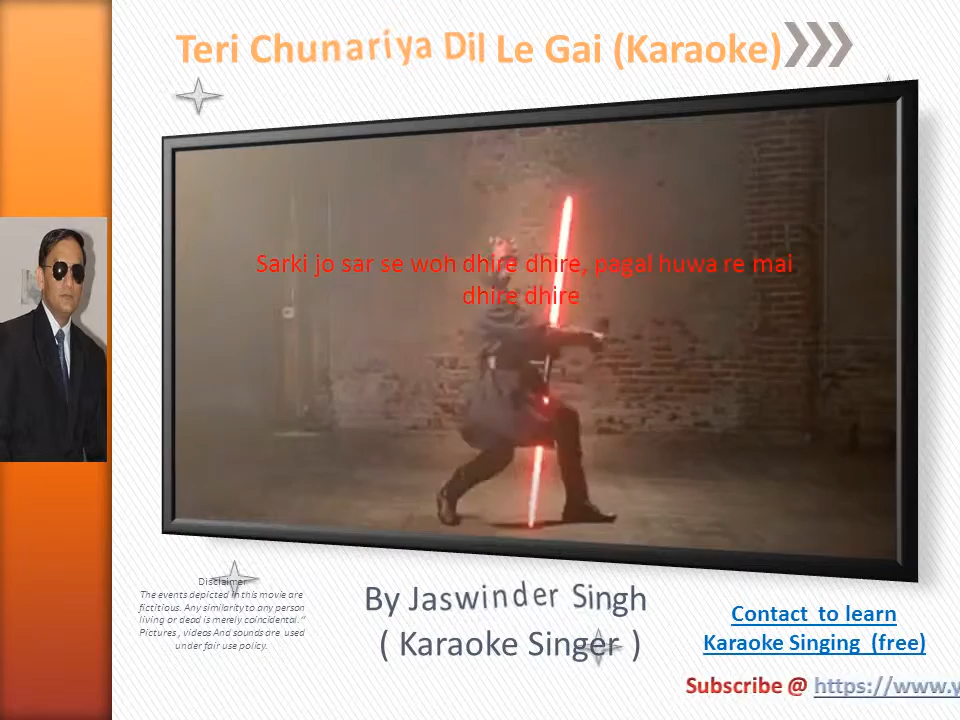 Teri Chunariya Dil Le Gai (Karaoke)
Sarki jo sar se woh dhire dhire, pagal huwa re mai
dhire dhire
Disclaimer
The events depicted in this movie are
fictitious. Any similarity to any person
living or dead is merely coincidental.“
Pictures , videos And sounds are used
under fair use policy.
By Jaswinder Singh
( Karaoke Singer )
Contact to learn
Karaoke Singing (free)
Subscribe @ https://www.y